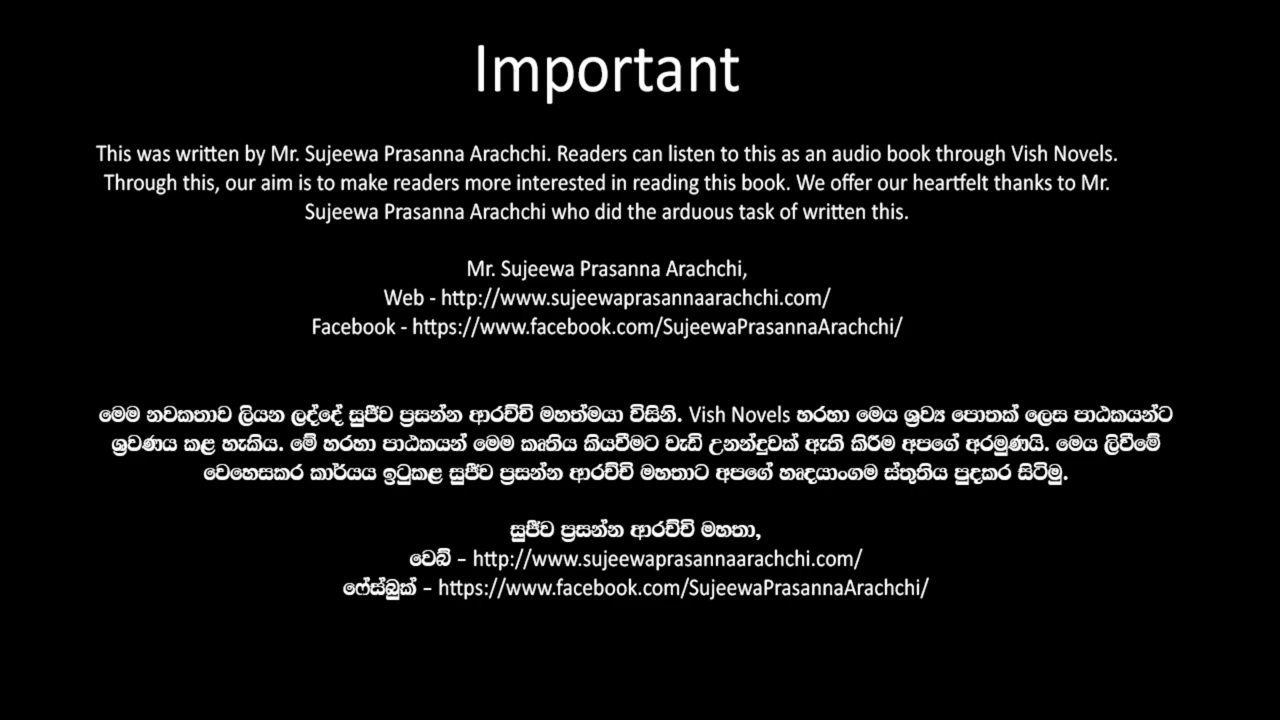 Important
This was written by Mr. Sujeewa Prasanna Arachchi. Readers can listen to this as an audio book through Vish Novels.
Through this, our aim is to make readers more interested in reading this book. We offer our heartfelt thanks to Mr.
Sujeewa Prasanna Arachchi who did the arduous task of written this.
Mr. Sujeewa Prasanna Arachchi,
Web - http://www.sujeewaprasannaarachchi.com/
Facebook - https://www.facebook.com/SujeewaPrasannaArachchi/
මෙම නවකතාව ලියන ලද්දේ සුජීව ප්‍රසන්න ආරච්චි මහත්මයා විසිනි. Vish Novels හරහා මෙය ශ්‍රව්‍ය පොතක් ලෙස පාඨකයන්ට
ශ්‍රවණය කළ හැකිය. මේ හරහා පාඨකයන් මෙම කෘතිය කියවීමට වැඩි උනන්දුවක් ඇති කිරීම අපගේ අරමුණයි. මෙය ලිවීමේ
වෙහෙසකර කාර්යය ඉටුකළ සුජීව ප්‍රසන්න ආරච්චි මහතාට අපගේ හෘදයාංගම ස්තුතිය පුදකර සිටිමු.
සුජීව ප්‍රසන්න ආරච්චි මහතා,
වෙබ් – http://www.sujeewaprasannaarachchi.com/
ෆේස්බුක් – https://www.facebook.com/SujeewaPrasannaArachchi/